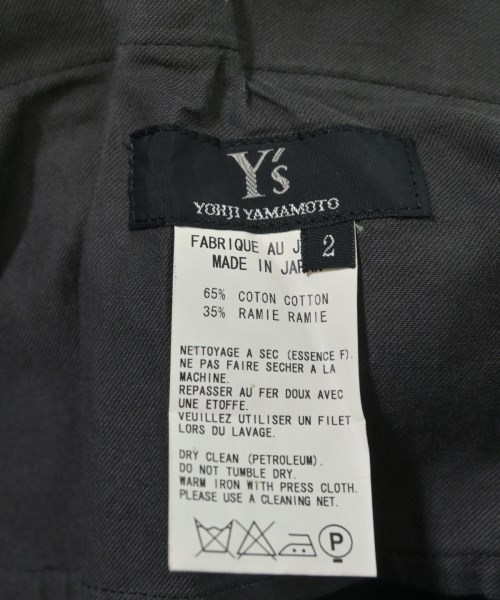 Y's
YOHJI YAMAMOTO
2
FABRIQUE AU
MADE IN JAPAN
65% COTON COTTON
35% RAMIE RAMIE
NETTOYAGE A SEC (ESSENCE F).
NE PAS FAIRE SECHER A LA
MACHINE.
REPASSER AU FER DOUX AVEC
UNE ETOFFE.
VEUILLEZ UTILISER UN FILET
LORS DU LAVAGE.
DRY CLEAN (PETROLEUM).
DO NOT TUMBLE DRY.
WARM IRON WITH PRESS CLOTH.
PLEASE USE A CLEANING NET.
P